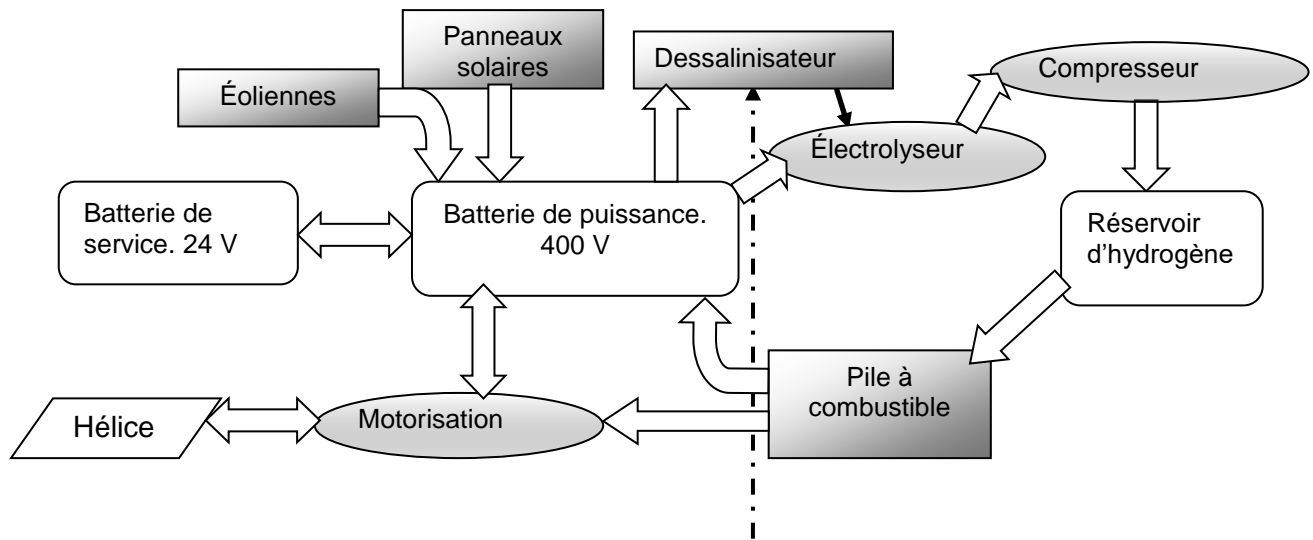 Panneaux
solaires
Dessalinisateur
Compresseur
Éoliennes
Électrolyseur
Batterie de
service. 24 V
Batterie de puissance.
400 V
Réservoir
d’hydrogène
Pile à
combustible
Hélice
Motorisation